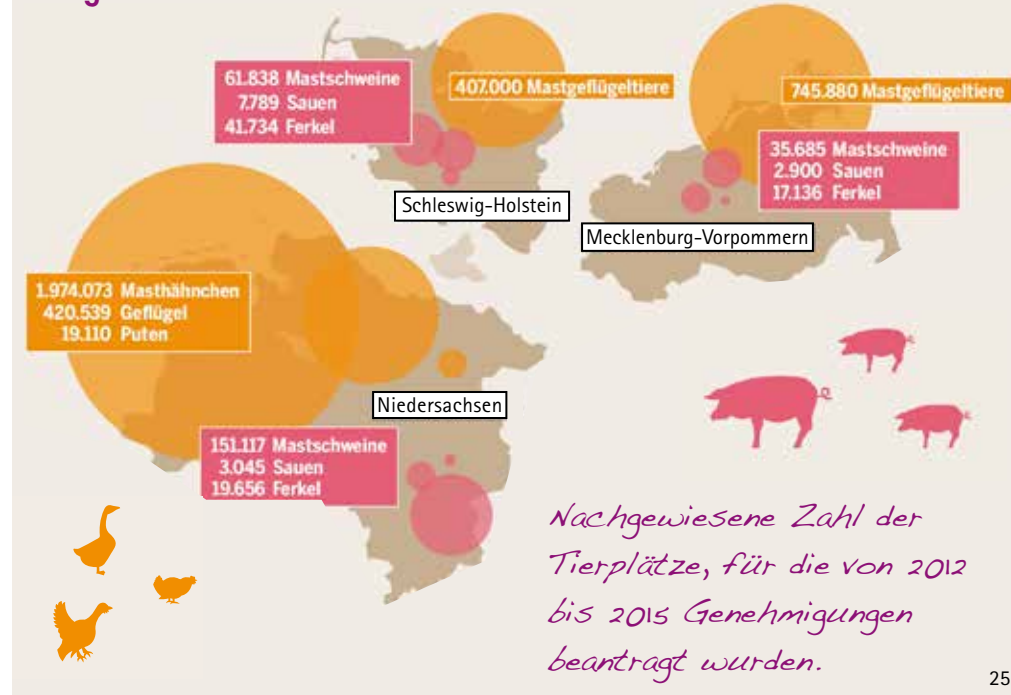 61.838 Mastschweine
7.789 Sauen
41.734 Ferkel
407.000 Mastgeflügeltiere
745.880 Mastgeflügeltiere
35.685 Mastschweine
2.900 Sauen
17.136 Ferkel
Schleswig-Holstein
Mecklenburg-Vorpommern
1.974.073 Masthähnchen
420.539 Geflügel
19.110 Puten
Niedersachsen
151.117 Mastschweine
3.045 Sauen
19.656 Ferkel
Nachgewiesene Zahl der
Tierplätze, für die von 2012
bis 2015 Genehmigungen
beantragt wurden.
25